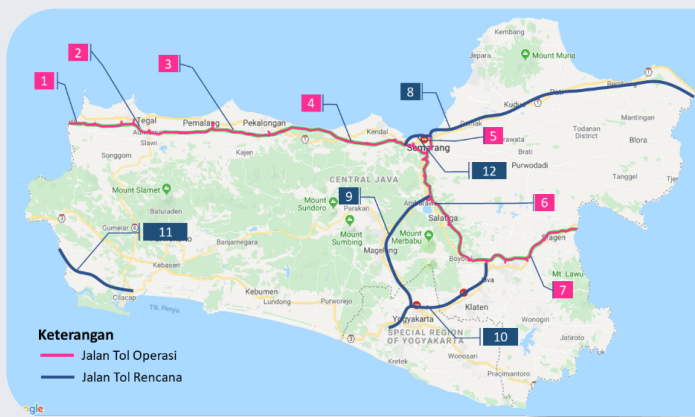 Kembang
Jepara
Mount Muria
2
1
3
8
4
Tegal
Pemalang
Pekalongan
Kendal
Slawi
Kajen
Songgom
Semarang
5
12
Kudus
Pati
Mantingan
Todanan
District
Blora
Brati
Purwodadi
Tanggel
Jepon
CENTRAL JAVA
Mount Slamet
Baturaden
Mount
Sundoro
Parakan
Mount
Sumbing
9
6
Salatiga
Mount
Merbabu
Magelang
11
Banjarnegara
Kebasen
Kebumen
Lundong
Purworejo
Cilacap
Tlk. Penyu
Sragen
7
Mt. Lawu
Klaten
Yogyakarta
10
SPECIAL REGION
OF YOGYAKARTA
Wonogiri
Jatiroto
Kretek
Wonosari
Pracimantoro
Keterangan
Jalan Tol Operasi
Jalan Tol Rencana